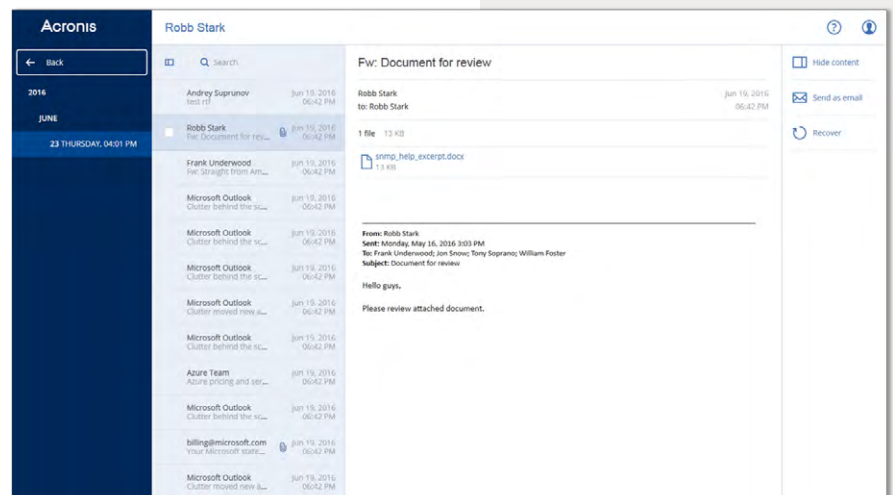 Acronis
Robb Stark
Back
2016
JUNE
23 THURSDAY, 04:01 PM
Search
Andrey Suprunov Jun 19, 2016
test rtf 06:42 PM
Robb Stark Jun 19, 2016
Fw: Document for rev... 06:42 PM
Frank Underwood Jun 19, 2016
Fw: Straight from Am... 06:42 PM
Microsoft Outlook Jun 19, 2016
Clutter behind the sc... 06:42 PM
Microsoft Outlook Jun 19, 2016
Clutter behind the sc... 06:42 PM
Microsoft Outlook Jun 19, 2016
Clutter behind the sc... 06:42 PM
Microsoft Outlook Jun 19, 2016
Clutter moved new a... 06:42 PM
Microsoft Outlook Jun 19, 2016
Clutter behind the sc... 06:42 PM
Azure Team Jun 19, 2016
Azure pricing and ser... 06:42 PM
Microsoft Outlook Jun 19, 2016
Clutter behind the sc... 06:42 PM
billing@microsoft.com Jun 19, 2016
Your Microsoft state... 06:42 PM
Microsoft Outlook Jun 19, 2016
Clutter moved new a... 06:42 PM
Fw: Document for review
Robb Stark Jun 19, 2016
to: Robb Stark 06:42 PM
1 file 13 KB
snmp_help_excerpt.docx
13 KB
From: Robb Stark
Sent: Monday, May 16, 2016 3:03 PM
To: Frank Underwood; Jon Snow; Tony Soprano; William Foster
Subject: Document for review
Hello guys,
Please review attached document.
Hide content
Send as email
Recover